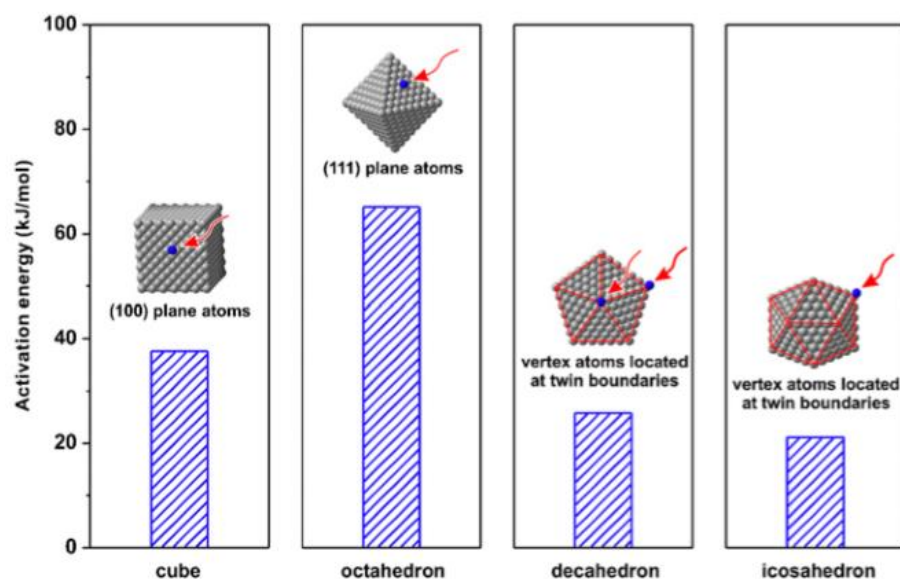 100
80
60
40
20
0
Activation energy (kJ/mol)
(100) plane atoms
cube
(111) plane atoms
octahedron
vertex atoms located
at twin boundaries
decahedron
vertex atoms located
at twin boundaries
icosahedron